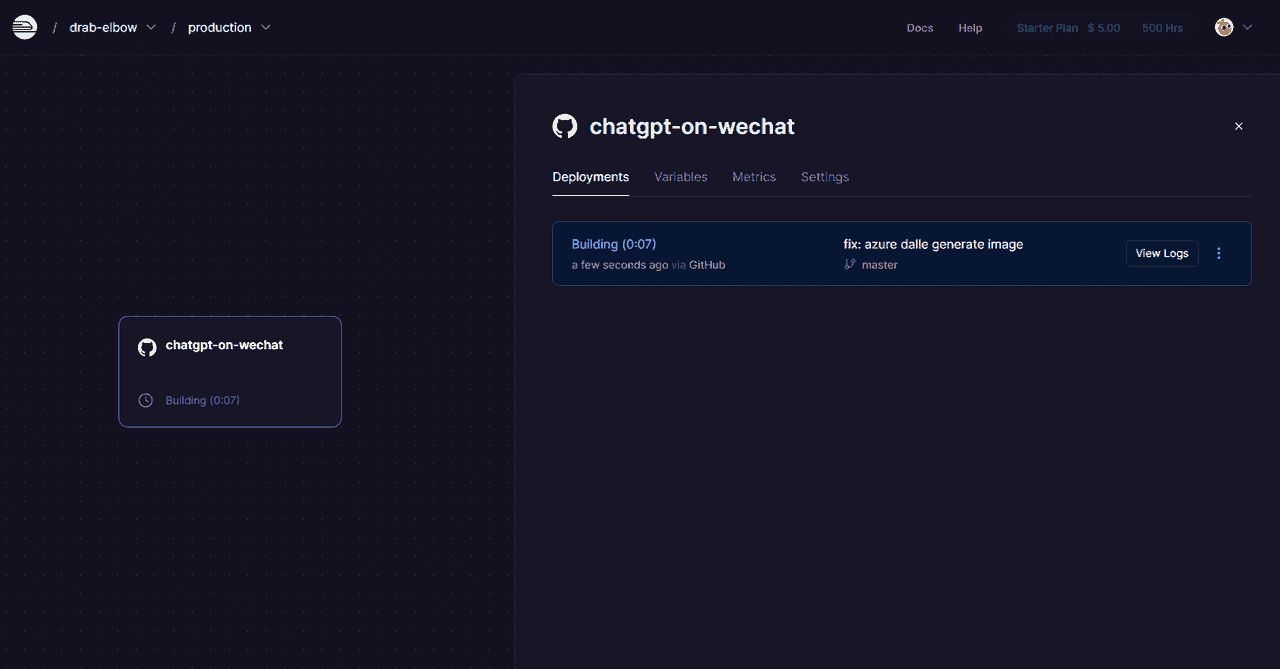 / drab-elbow / production
Docs Help Starter Plan $ 5.00 500 Hrs
chatgpt-on-wechat
Deployments Variables Metrics Settings
Building (0:07)
a few seconds ago via GitHub
fix: azure dalle generate image
master
View Logs
chatgpt-on-wechat
Building (0:07)